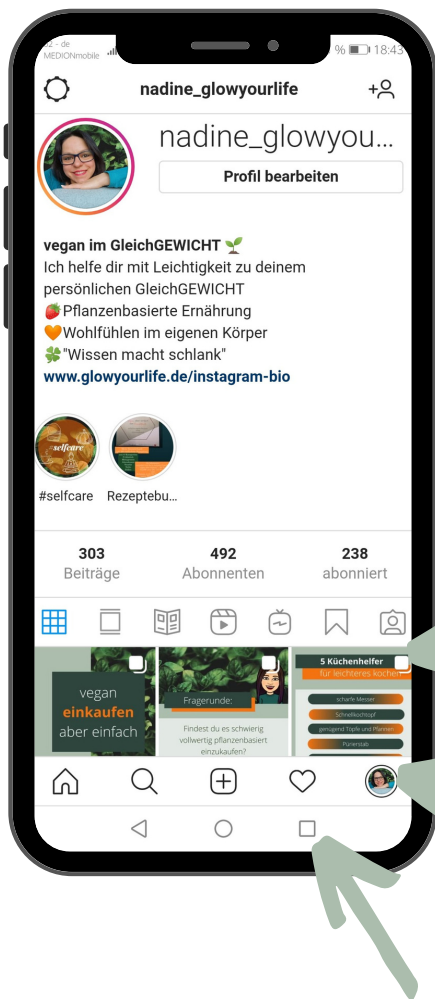 52 - de
MEDIONmobile
% 18:43
nadine_glowyourlife
nadine_glowyou...
Profil bearbeiten
vegan im GleichGEWICHT 🌱
Ich helfe dir mit Leichtigkeit zu deinem
persönlichen GleichGEWICHT
🍓Pflanzenbasierte Ernährung
🧡Wohlfühlen im eigenen Körper
🍀"Wissen macht schlank"
www.glowyourlife.de/instagram-bio
#selfcare
#selfcare
Rezeptebu...
303
Beiträge
492
Abonnenten
238
abonniert
vegan
einkaufen
aber einfach
Fragerunde:
Findest du es schwierig
vollwertig pflanzenbasiert
einzukaufen?
5 Küchenhelfer
für leichteres kochen
scharfe Messer
Schnellkochtopf
genügend Töpfe und Pfannen
Pürierstab